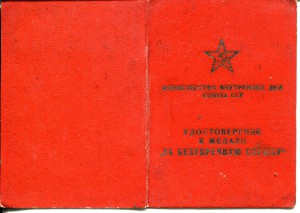 МИНИСТЕРСТВО ВНУТРЕННИХ ДЕЛ
СОЮЗА ССР
УДОСТОВЕРЕНИЕ
К МЕДАЛИ
"ЗА БЕЗУПРЕЧНУЮ СЛУЖБУ"